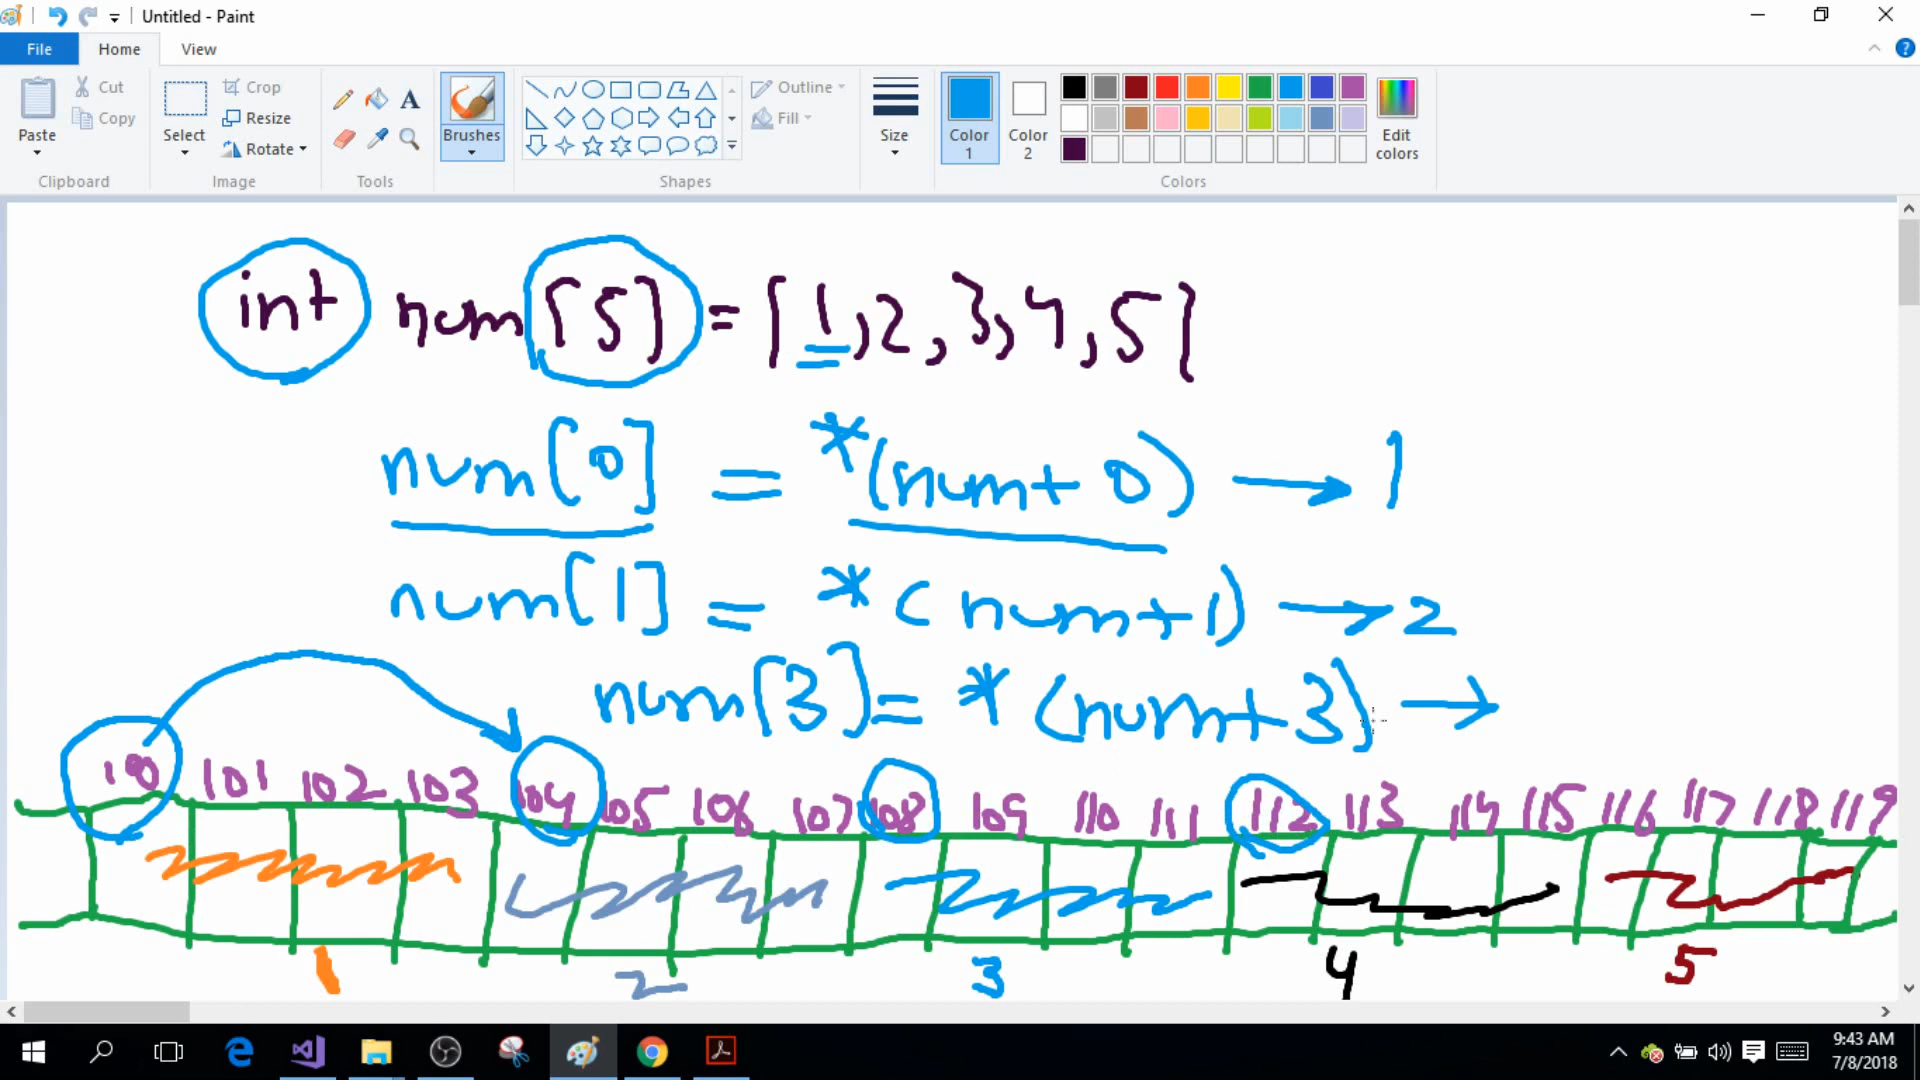 Untitled - Paint
File Home View
Paste Cut Copy Clipboard
Select Crop Resize Rotate Image
Tools
Brushes
Shapes
Outline Fill
Size
Color 1
Color 2
Edit colors
Colors
int num[5] = {1,2,3,4,5}
num[0] = *(num+0) → 1
num[1] = *(num+1) → 2
num[3] = *(num+3) →
100 101 102 103 104 105 106 107 108 109 110 111 112 113 114 115 116 117 118 119
1 2 3 4 5
9:43 AM
7/8/2018